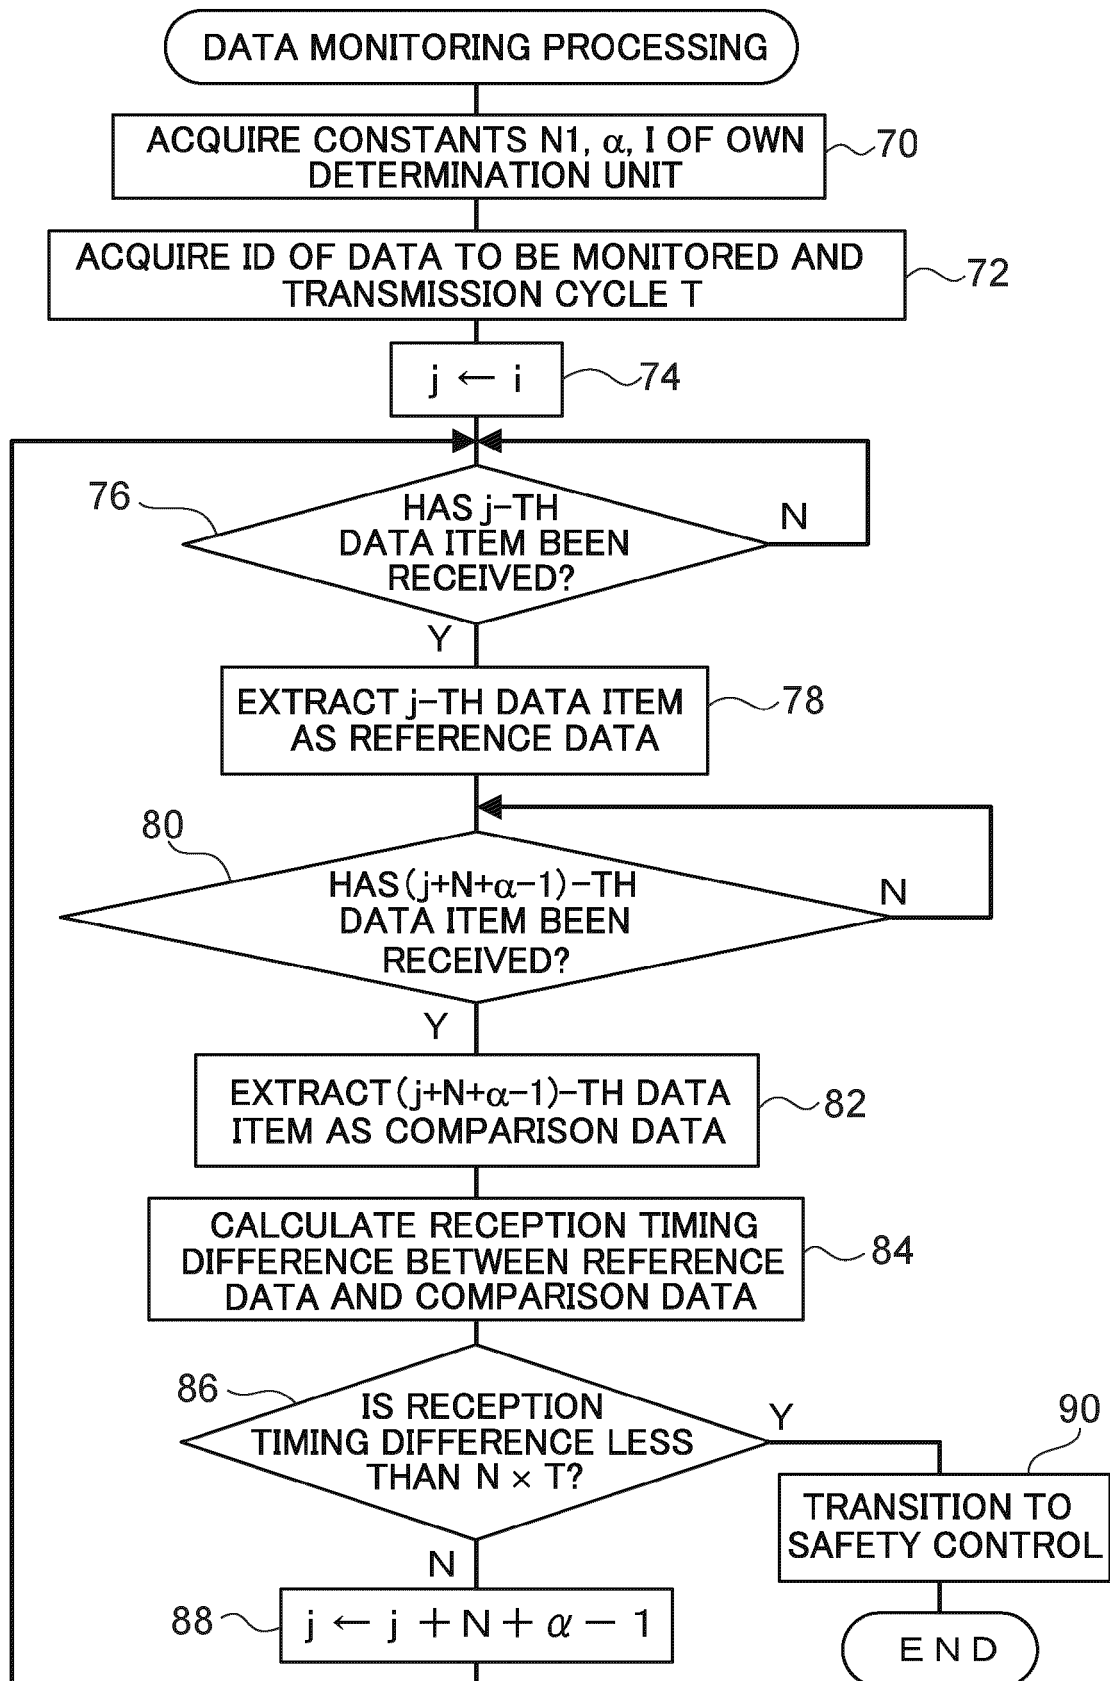 DATA MONITORING PROCESSING
ACQUIRE CONSTANTS N1, α, I OF OWN
DETERMINATION UNIT
70
ACQUIRE ID OF DATA TO BE MONITORED AND
TRANSMISSION CYCLE T
72
j ← i
74
76
HAS j-TH
DATA ITEM BEEN
RECEIVED?
N
Y
EXTRACT j-TH DATA ITEM
AS REFERENCE DATA
78
80
HAS (j+N+α-1)-TH
DATA ITEM BEEN
RECEIVED?
N
Y
EXTRACT (j+N+α-1)-TH DATA
ITEM AS COMPARISON DATA
82
CALCULATE RECEPTION TIMING
DIFFERENCE BETWEEN REFERENCE
DATA AND COMPARISON DATA
84
86
IS RECEPTION
TIMING DIFFERENCE LESS
THAN N × T?
Y
90
TRANSITION TO
SAFETY CONTROL
N
88
j ← j + N + α - 1
END